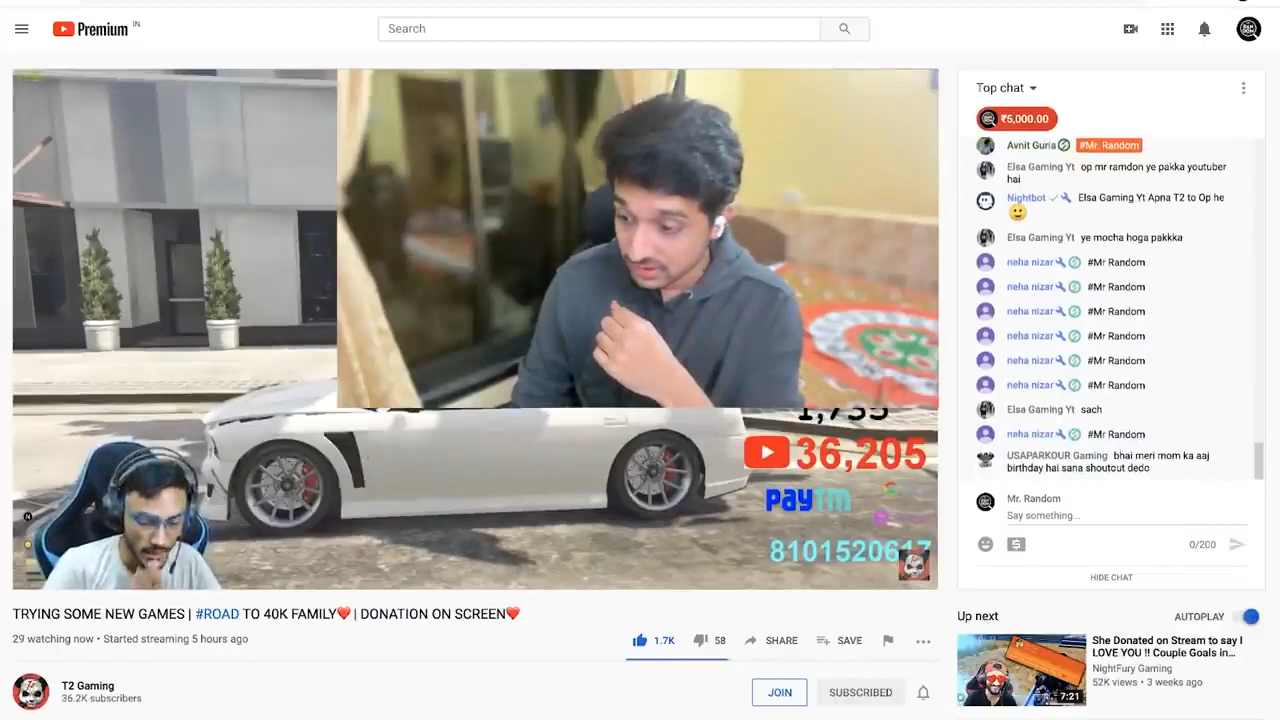 Premium IN
Search
Top chat
₹5,000.00
Avnit Guria #Mr. Random
Elsa Gaming Yt op mr ramdon ye pakka youtuber
hai
Nightbot Elsa Gaming Yt Apna T2 to Op he
Elsa Gaming Yt ye mocha hoga pakkka
neha nizar #Mr Random
neha nizar #Mr Random
neha nizar #Mr Random
neha nizar #Mr Random
neha nizar #Mr Random
neha nizar #Mr Random
Elsa Gaming Yt sach
neha nizar #Mr Random
USAPARKOUR Gaming bhai meri mom ka aaj
birthday hai sana shoutout dedo
Mr. Random
Say something...
0/200
HIDE CHAT
1,735
36,205
paytm
8101520617
TRYING SOME NEW GAMES | #ROAD TO 40K FAMILY❤️ | DONATION ON SCREEN❤️
29 watching now • Started streaming 5 hours ago
1.7K
58
SHARE
SAVE
T2 Gaming
36.2K subscribers
JOIN
SUBSCRIBED
Up next
AUTOPLAY
She Donated on Stream to say I
LOVE YOU !! Couple Goals in...
NightFury Gaming
52K views • 3 weeks ago
7:21